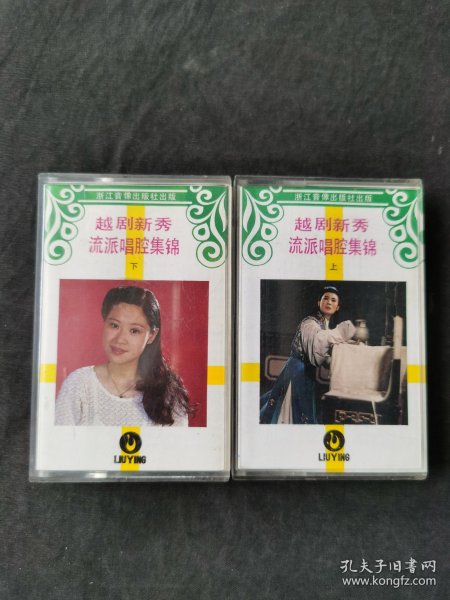 浙江音像出版社出版
越剧新秀
流派唱腔集锦
下
LIUYING
浙江音像出版社出版
越剧新秀
流派唱腔集锦
上
LIUYING
孔夫子旧书网
www.kongfz.com